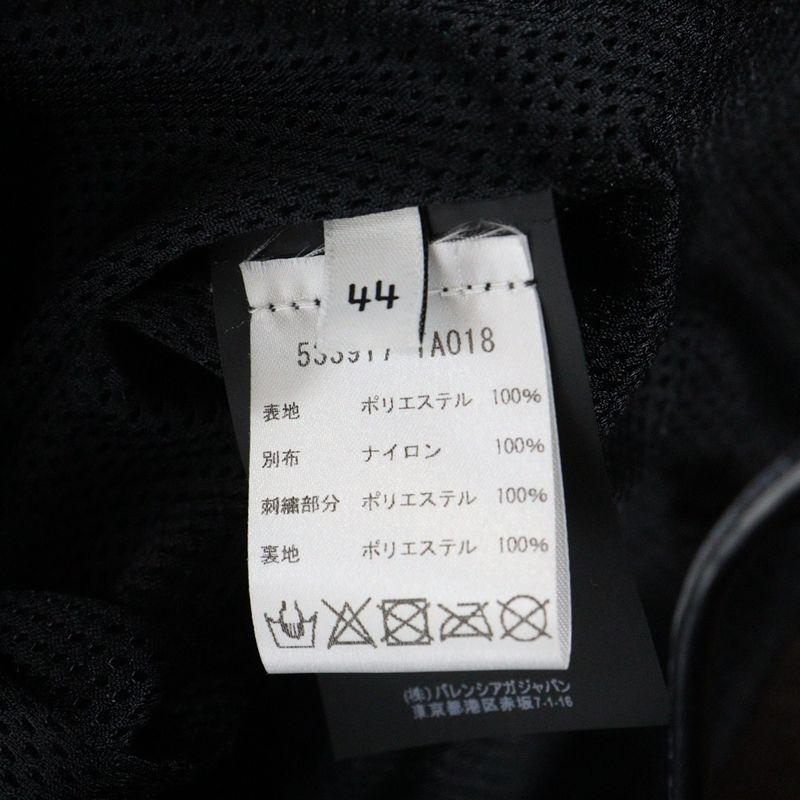 44
表地 ポリエステル 100%
別布 ナイロン 100%
刺繍部分 ポリエステル 100%
裏地 ポリエステル 100%
(株)バレンシアガジャパン
東京都港区赤坂7-1-16